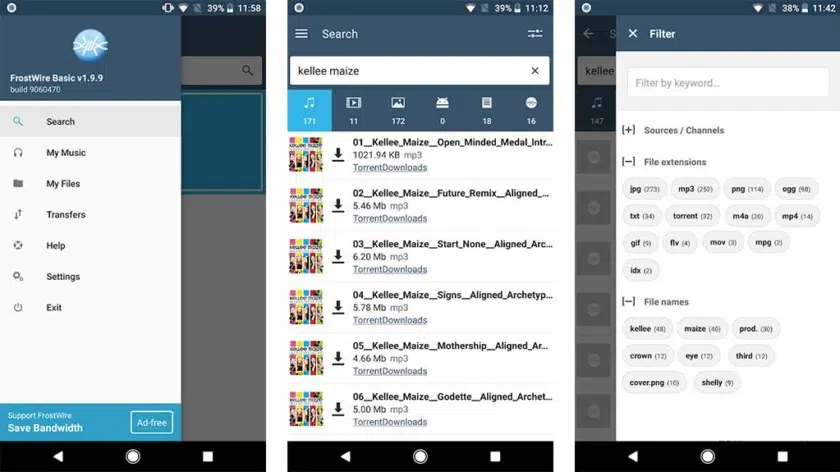 39% 11:58
FrostWire Basic v1.9.9
build 9060470
Search
My Music
My Files
Transfers
Help
Settings
Exit
Support FrostWire
Save Bandwidth
Ad-free
39% 11:12
Search
kellee maize
171
11
172
0
18
16
01__Kellee_Maize__Open_Minded_Medal_Intr...
1021.94 KB mp3
TorrentDownloads
02__Kellee_Maize__Future_Remix__Aligned_...
5.46 Mb mp3
TorrentDownloads
03__Kellee_Maize__Start_None__Aligned_Arc...
6.20 Mb mp3
TorrentDownloads
04__Kellee_Maize__Signs__Aligned_Archetyp...
5.78 Mb mp3
TorrentDownloads
05__Kellee_Maize__Mothership__Aligned_Ar...
4.66 Mb mp3
TorrentDownloads
06__Kellee_Maize__Godette__Aligned_Archet...
5.00 Mb mp3
TorrentDownloads
38% 11:42
S
kellee
147
Filter
Filter by keyword...
[+] Sources / Channels
[–] File extensions
jpg (273) mp3 (252) png (114) ogg (98)
txt (34) torrent (32) m4a (20) mp4 (14)
gif (9) flv (4) mov (3) mpg (2)
idx (2)
[–] File names
kellee (48) maize (40) prod. (30)
crown (12) eye (12) third (12)
cover.png (10) shelly (9)